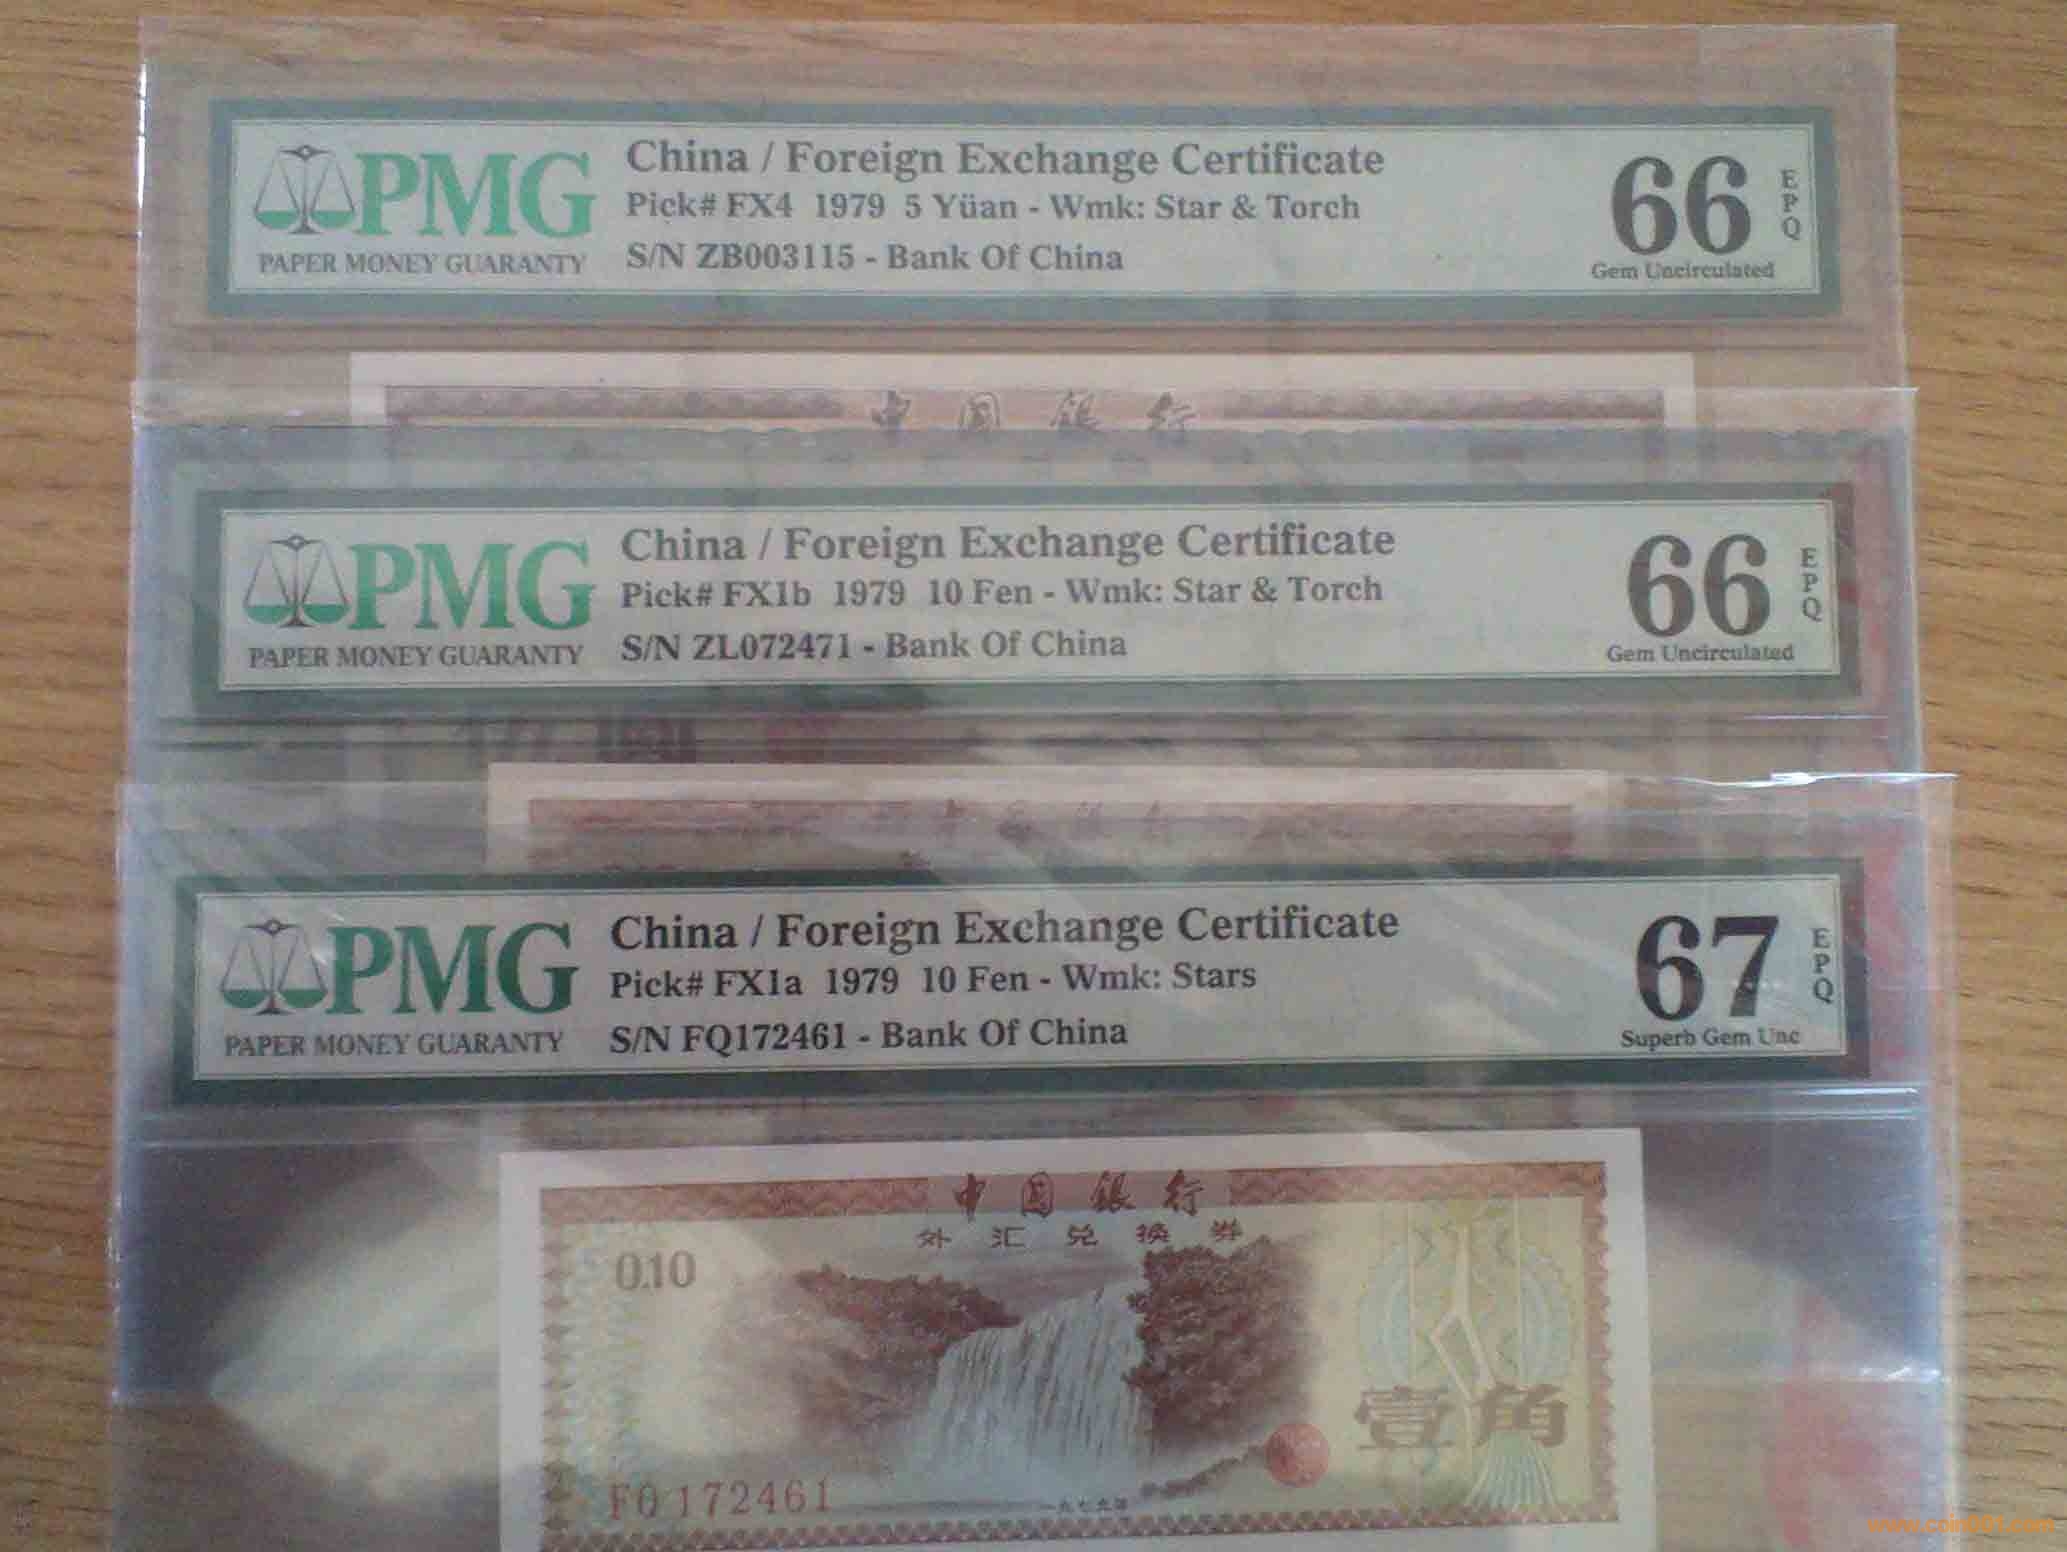 PMG
PAPER MONEY GUARANTY
China / Foreign Exchange Certificate
Pick# FX4 1979 5 Yüan - Wmk: Star & Torch
S/N ZB003115 - Bank Of China
66
EPQ
Gem Uncirculated
中国银行
PMG
PAPER MONEY GUARANTY
China / Foreign Exchange Certificate
Pick# FX1b 1979 10 Fen - Wmk: Star & Torch
S/N ZL072471 - Bank Of China
66
EPQ
Gem Uncirculated
中国银行
PMG
PAPER MONEY GUARANTY
China / Foreign Exchange Certificate
Pick# FX1a 1979 10 Fen - Wmk: Stars
S/N FQ172461 - Bank Of China
67
EPQ
Superb Gem Unc
中国银行
外汇兑换券
0.10
壹角
FQ172461
一九七九年
www.coin001.com